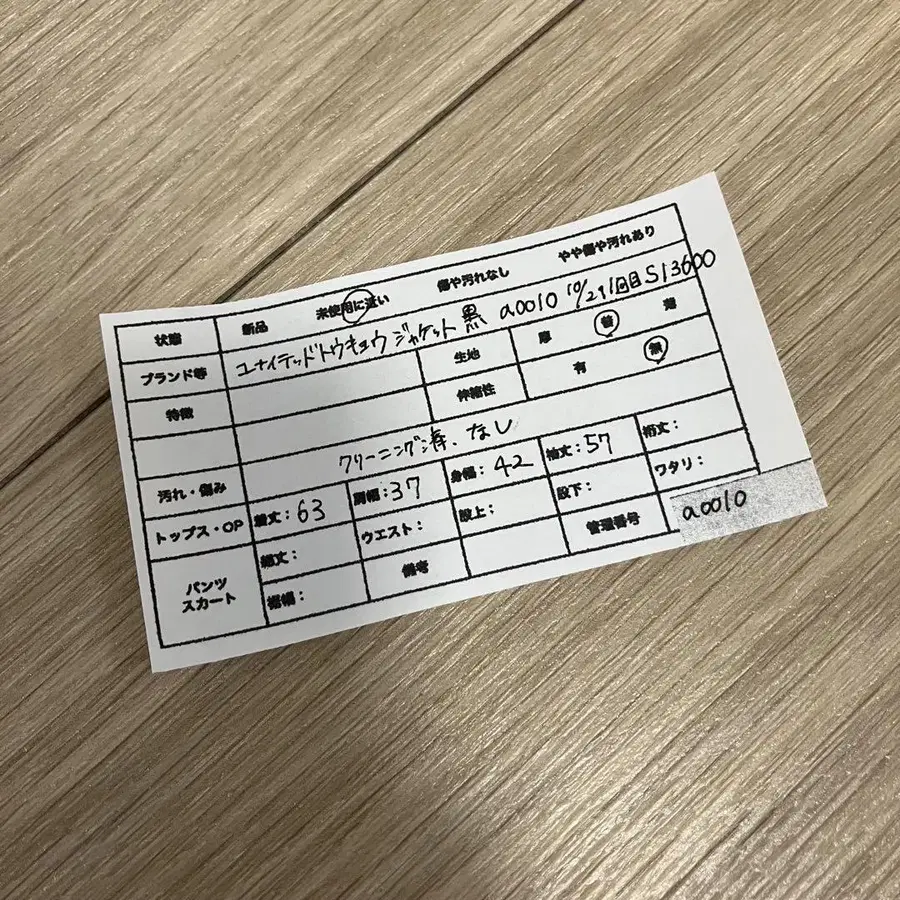 状態 新品 未使用に近い 傷や汚れなし やや傷や汚れあり
ブランド等 ユナイテッドトウキョウ ジャケット 黒 a0010 10/29 1回目 S13600
特徴 生地 厚 普 薄
伸縮性 有 無
汚れ・傷み クリーニング済、なし
トップス・OP 着丈:63 肩幅:37 身幅:42 袖丈:57 裄丈:
パンツ スカート 総丈: ウエスト: 股上: 股下: ワタリ:
裾幅: 備考 管理番号 a0010